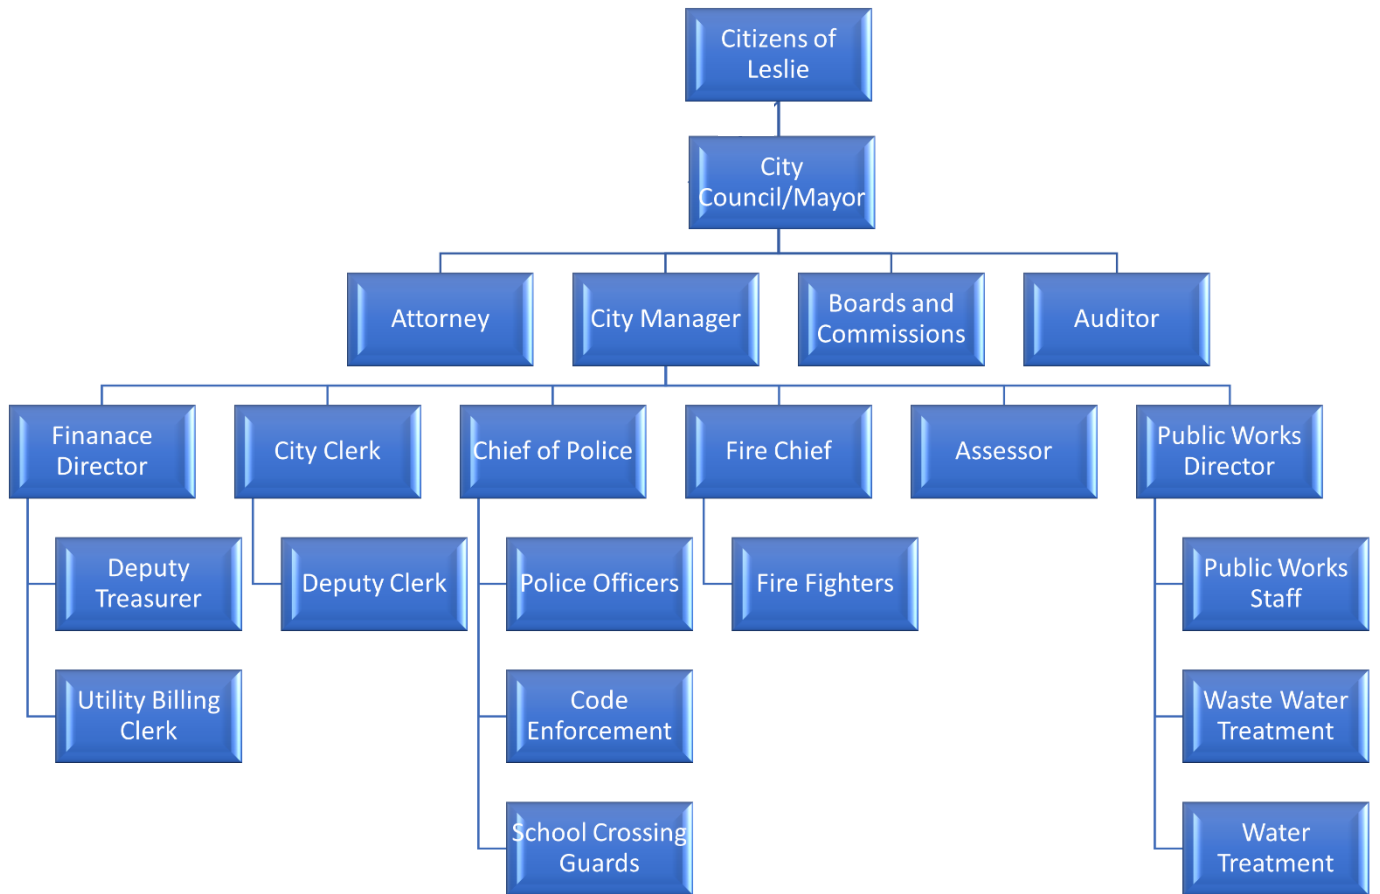 Citizens of
Leslie
City
Council/Mayor
Attorney
City Manager
Boards and
Commissions
Auditor
Finanace
Director
City Clerk
Chief of Police
Fire Chief
Assessor
Public Works
Director
Deputy
Treasurer
Deputy Clerk
Police Officers
Fire Fighters
Public Works
Staff
Utility Billing
Clerk
Code
Enforcement
Waste Water
Treatment
School Crossing
Guards
Water
Treatment